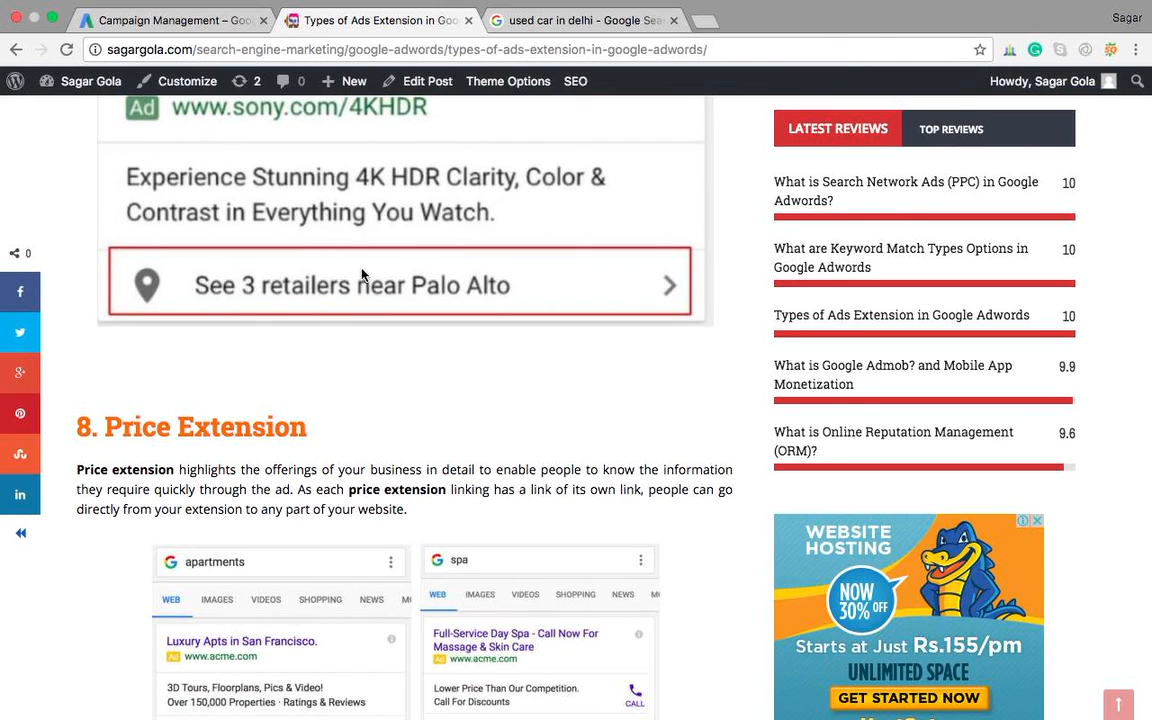 Campaign Management – Goo
Types of Ads Extension in Goo
used car in delhi - Google Sea
Sagar
sagargola.com/search-engine-marketing/google-adwords/types-of-ads-extension-in-google-adwords/
Sagar Gola
Customize
2
0
New
Edit Post
Theme Options
SEO
Howdy, Sagar Gola
Ad www.sony.com/4KHDR
Experience Stunning 4K HDR Clarity, Color &
Contrast in Everything You Watch.
See 3 retailers near Palo Alto
0
8. Price Extension
Price extension highlights the offerings of your business in detail to enable people to know the information
they require quickly through the ad. As each price extension linking has a link of its own link, people can go
directly from your extension to any part of your website.
apartments
WEB IMAGES VIDEOS SHOPPING NEWS M
Luxury Apts in San Francisco.
Ad www.acme.com
3D Tours, Floorplans, Pics & Video!
Over 150,000 Properties · Ratings & Reviews
spa
WEB IMAGES VIDEOS SHOPPING NEWS M
Full-Service Day Spa - Call Now For
Massage & Skin Care
Ad www.acme.com
Lower Price Than Our Competition.
Call For Discounts
CALL
LATEST REVIEWS
TOP REVIEWS
What is Search Network Ads (PPC) in Google
Adwords?
10
What are Keyword Match Types Options in
Google Adwords
10
Types of Ads Extension in Google Adwords
10
What is Google Admob? and Mobile App
Monetization
9.9
What is Online Reputation Management
(ORM)?
9.6
WEBSITE
HOSTING
NOW
30% OFF
Starts at Just Rs.155/pm
UNLIMITED SPACE
GET STARTED NOW